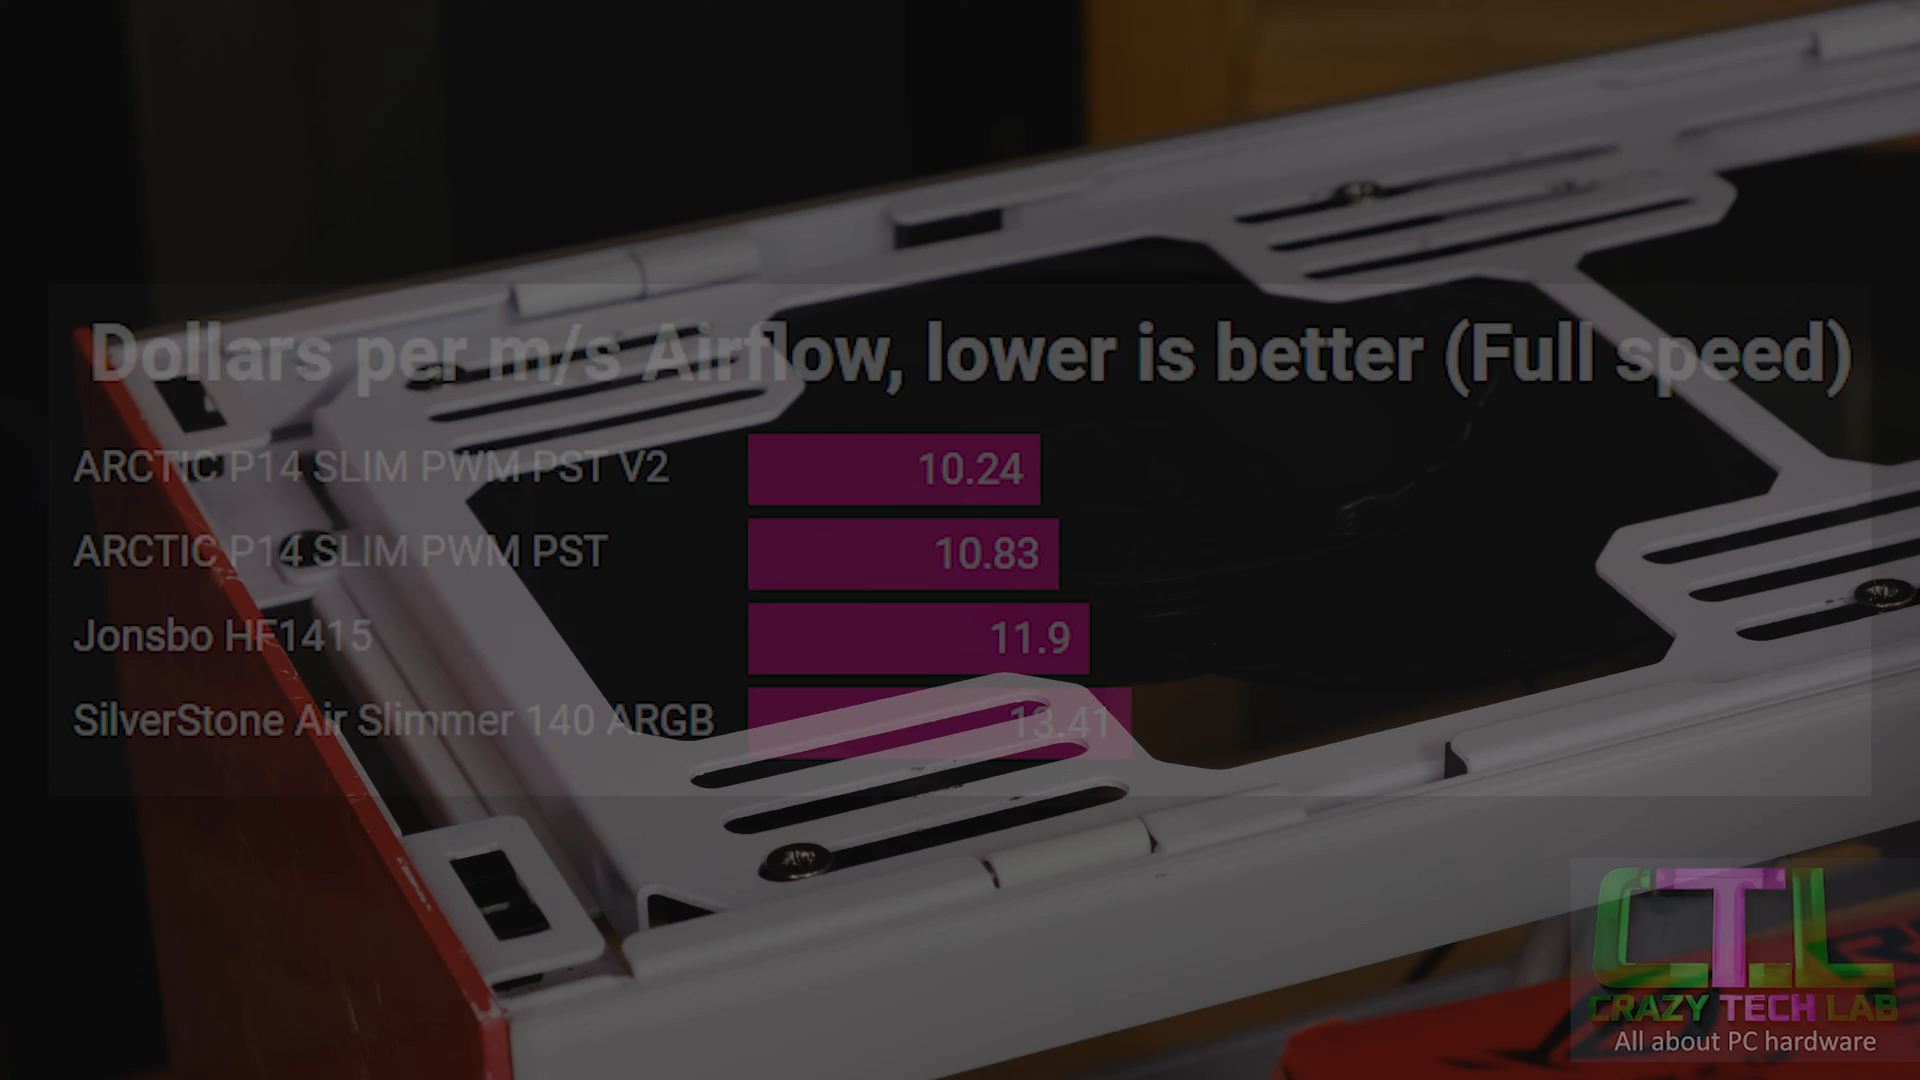 Dollars per m/s Airflow, lower is better (Full speed)
ARCTIC P14 SLIM PWM PST V2 10.24
ARCTIC P14 SLIM PWM PST 10.83
Jonsbo HF1415 11.9
SilverStone Air Slimmer 140 ARGB 13.41
CTL
CRAZY TECH LAB
All about PC hardware